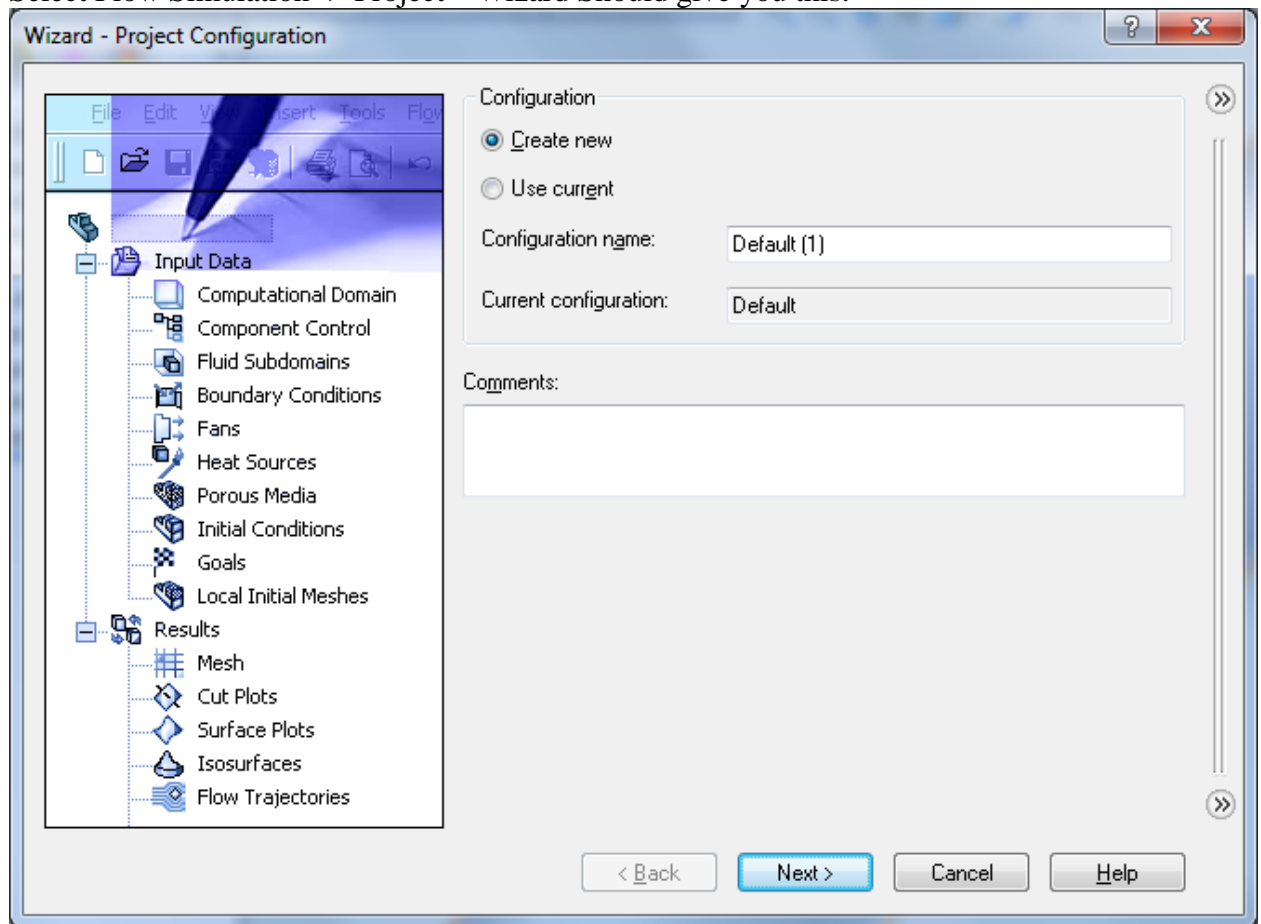 Wizard - Project Configuration
File Edit Insert Tools Flow
Input Data
Computational Domain
Component Control
Fluid Subdomains
Boundary Conditions
Fans
Heat Sources
Porous Media
Initial Conditions
Goals
Local Initial Meshes
Results
Mesh
Cut Plots
Surface Plots
Isosurfaces
Flow Trajectories
Configuration
Create new
Use current
Configuration name:
Default (1)
Current configuration:
Default
Comments:
< Back
Next >
Cancel
Help